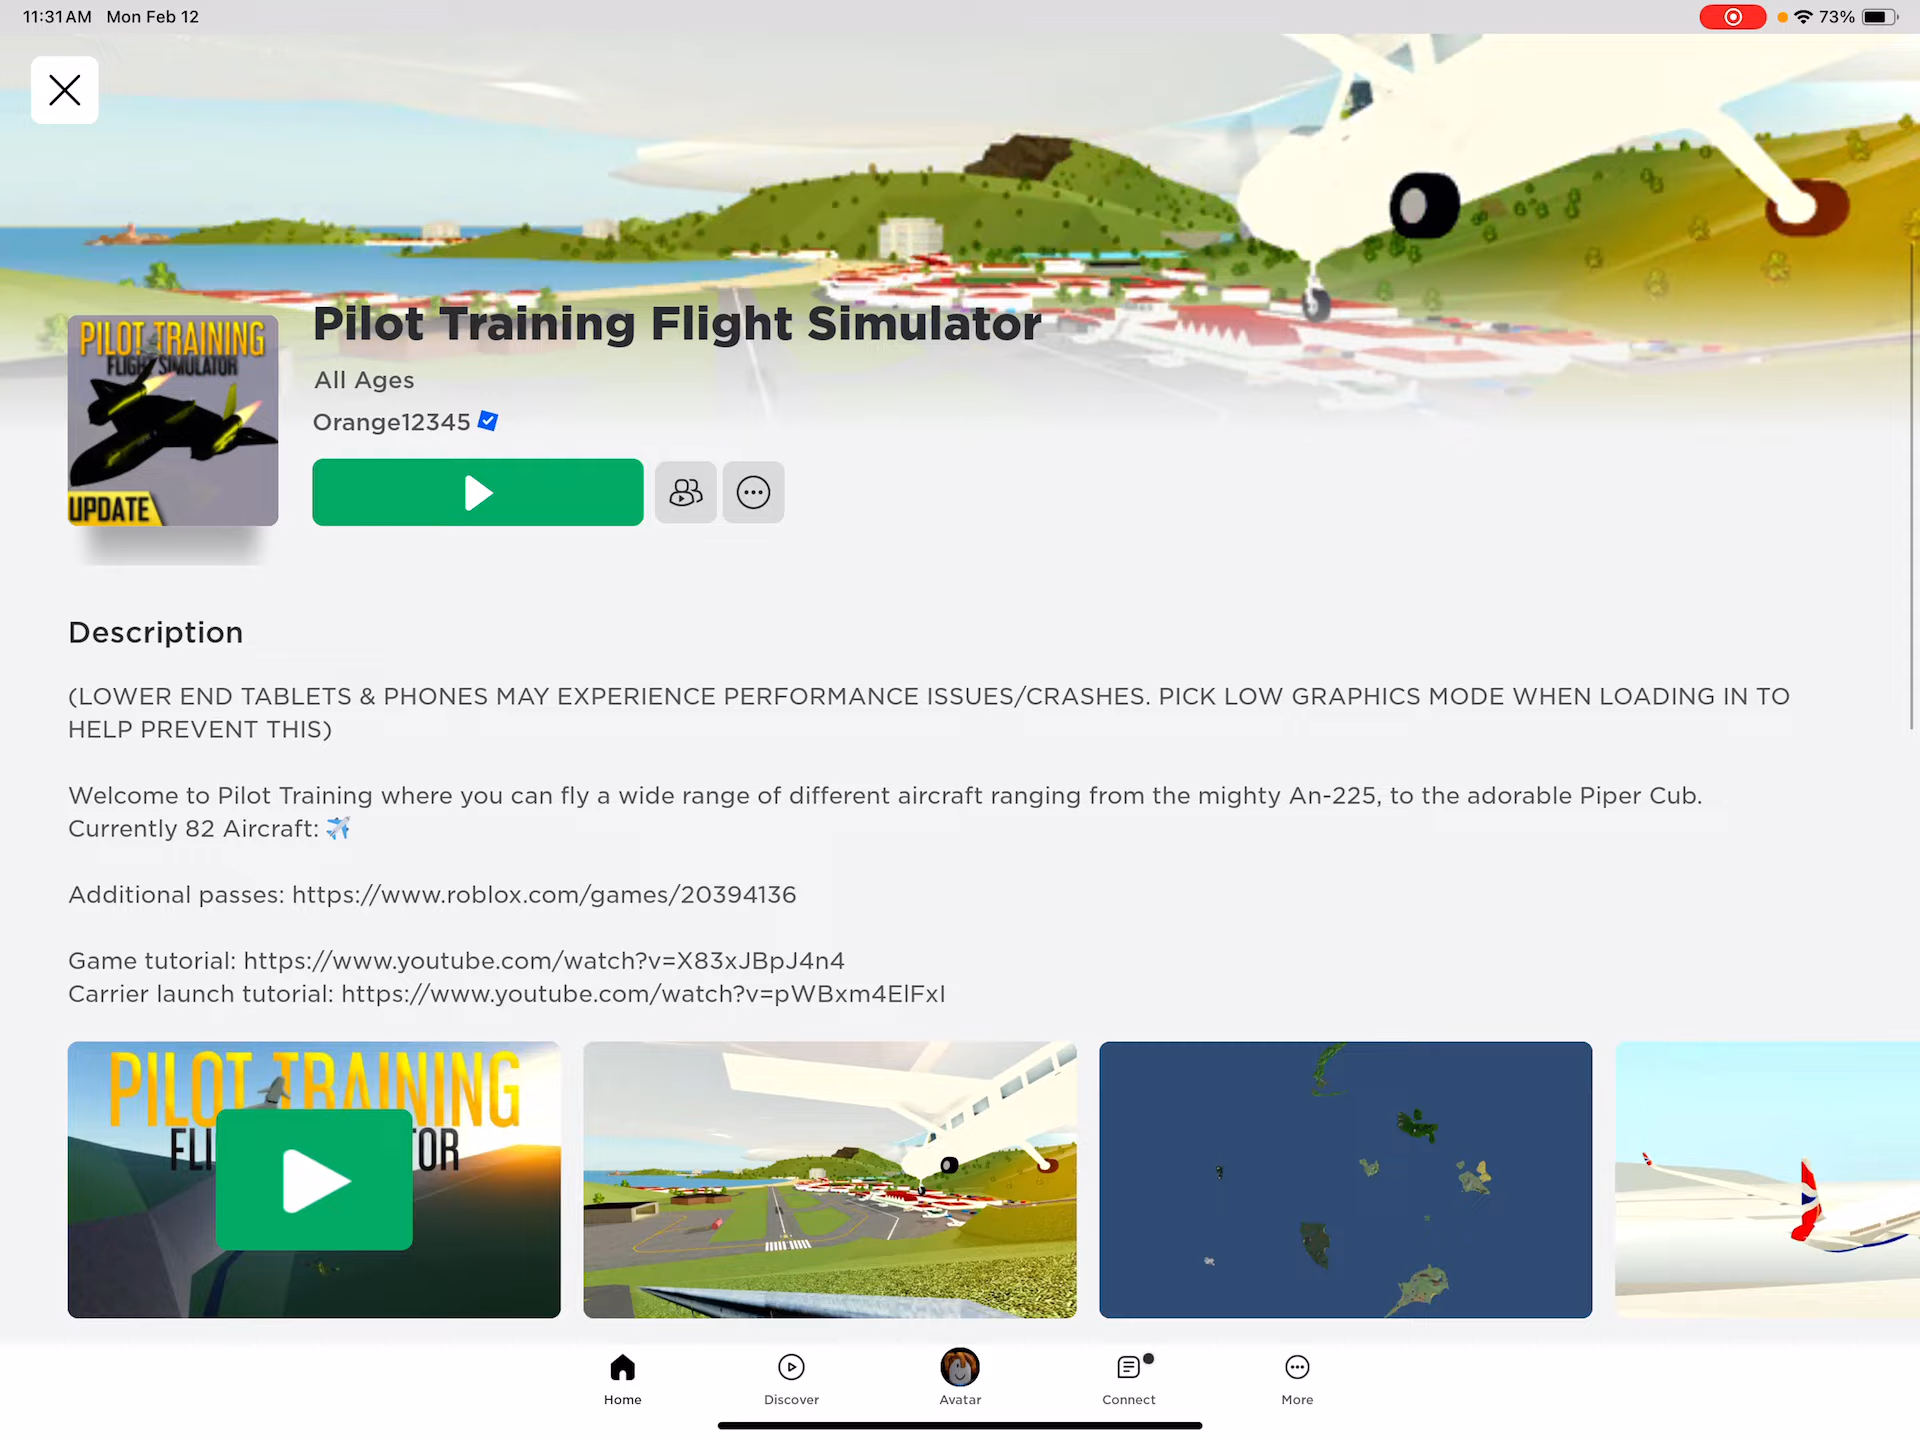 11:31AM Mon Feb 12
73%
Pilot Training Flight Simulator
PILOT TRAINING
FLIGHT SIMULATOR
All Ages
Orange12345
UPDATE
Description
(LOWER END TABLETS & PHONES MAY EXPERIENCE PERFORMANCE ISSUES/CRASHES. PICK LOW GRAPHICS MODE WHEN LOADING IN TO
HELP PREVENT THIS)
Welcome to Pilot Training where you can fly a wide range of different aircraft ranging from the mighty An-225, to the adorable Piper Cub.
Currently 82 Aircraft: ✈️
Additional passes: https://www.roblox.com/games/20394136
Game tutorial: https://www.youtube.com/watch?v=X83xJBpJ4n4
Carrier launch tutorial: https://www.youtube.com/watch?v=pWBxm4ElFxI
PILOT TRAINING
FLI TOR
Home Discover Avatar Connect More